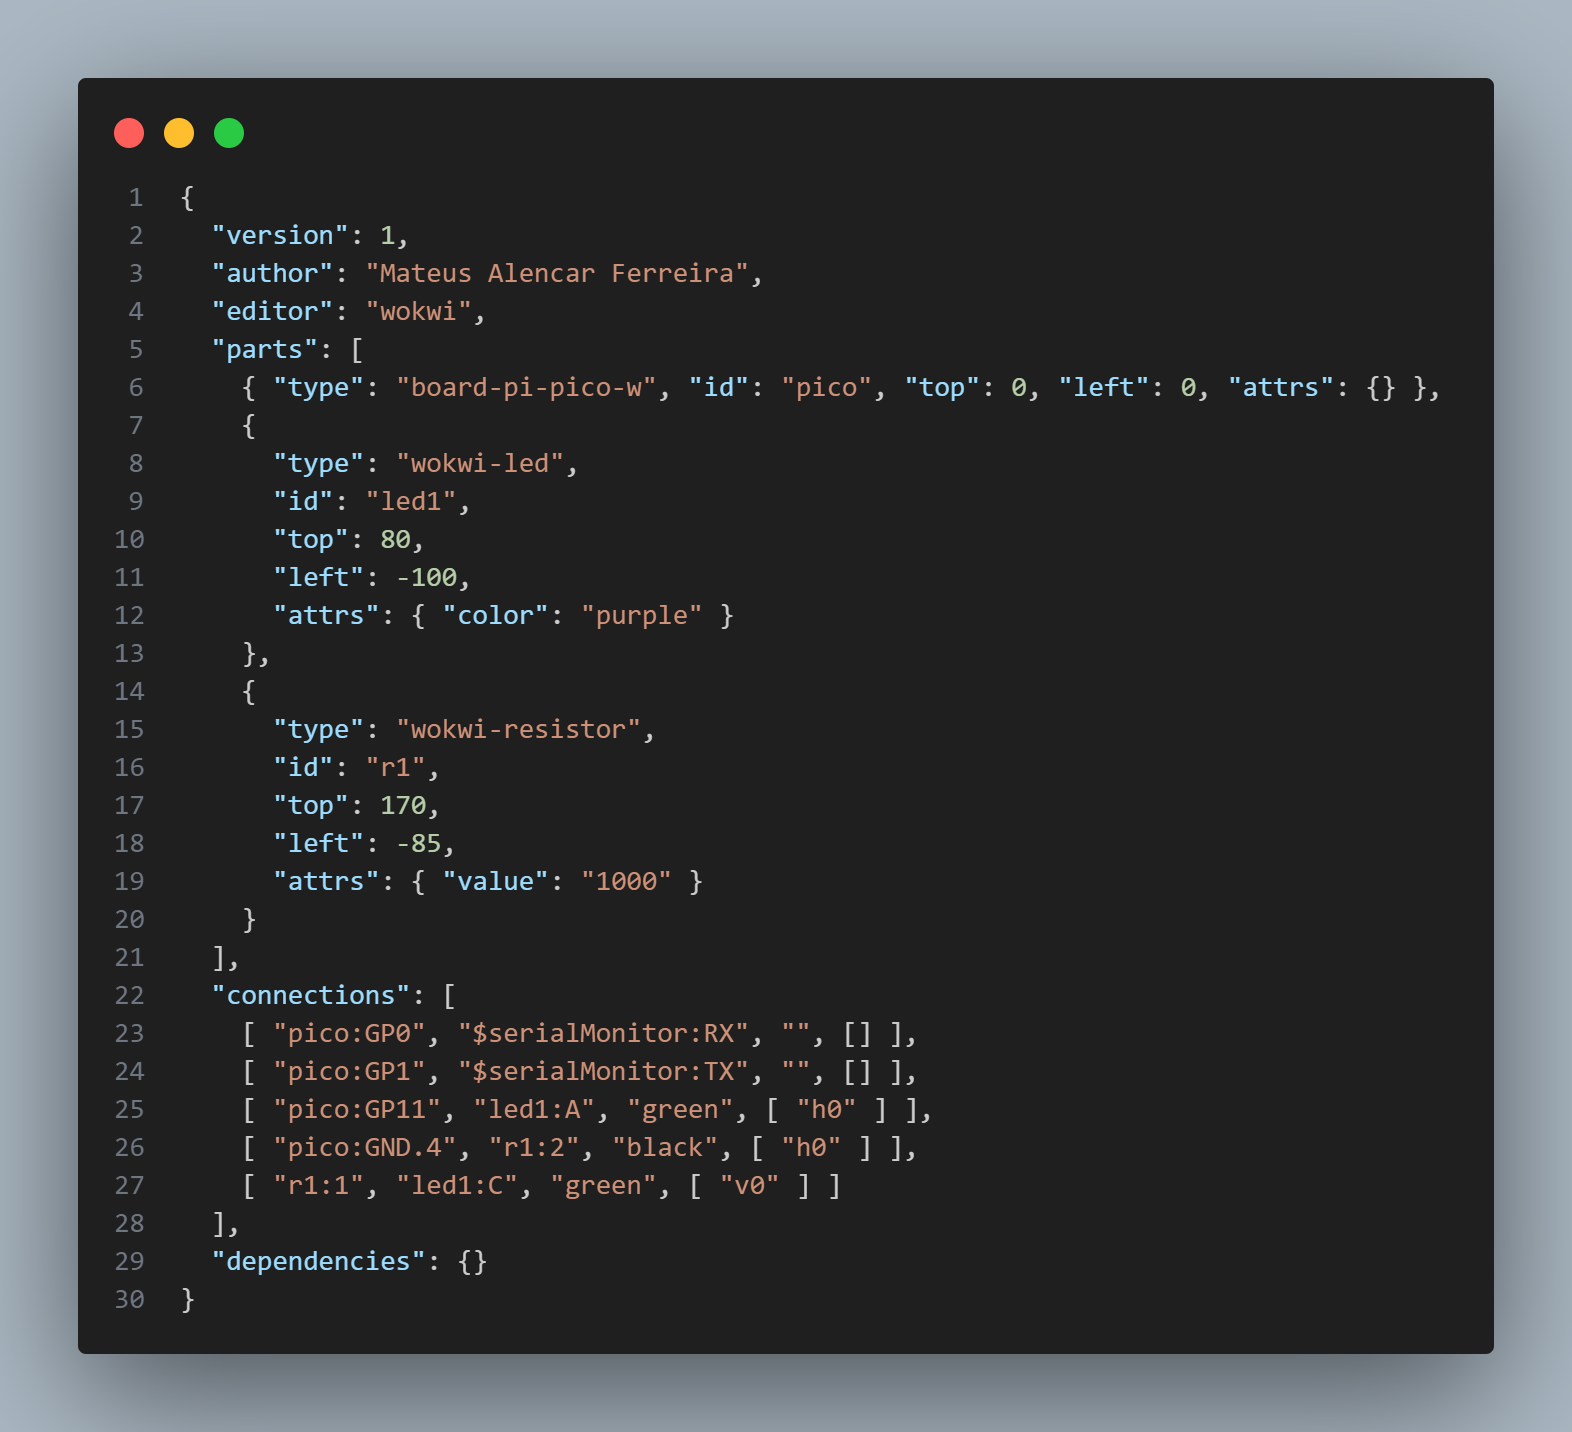 1 {
2   "version": 1,
3   "author": "Mateus Alencar Ferreira",
4   "editor": "wokwi",
5   "parts": [
6     { "type": "board-pi-pico-w", "id": "pico", "top": 0, "left": 0, "attrs": {} },
7     {
8       "type": "wokwi-led",
9       "id": "led1",
10       "top": 80,
11       "left": -100,
12       "attrs": { "color": "purple" }
13     },
14     {
15       "type": "wokwi-resistor",
16       "id": "r1",
17       "top": 170,
18       "left": -85,
19       "attrs": { "value": "1000" }
20     }
21   ],
22   "connections": [
23     [ "pico:GP0", "$serialMonitor:RX", "", [] ],
24     [ "pico:GP1", "$serialMonitor:TX", "", [] ],
25     [ "pico:GP11", "led1:A", "green", [ "h0" ] ],
26     [ "pico:GND.4", "r1:2", "black", [ "h0" ] ],
27     [ "r1:1", "led1:C", "green", [ "v0" ] ]
28   ],
29   "dependencies": {}
30 }